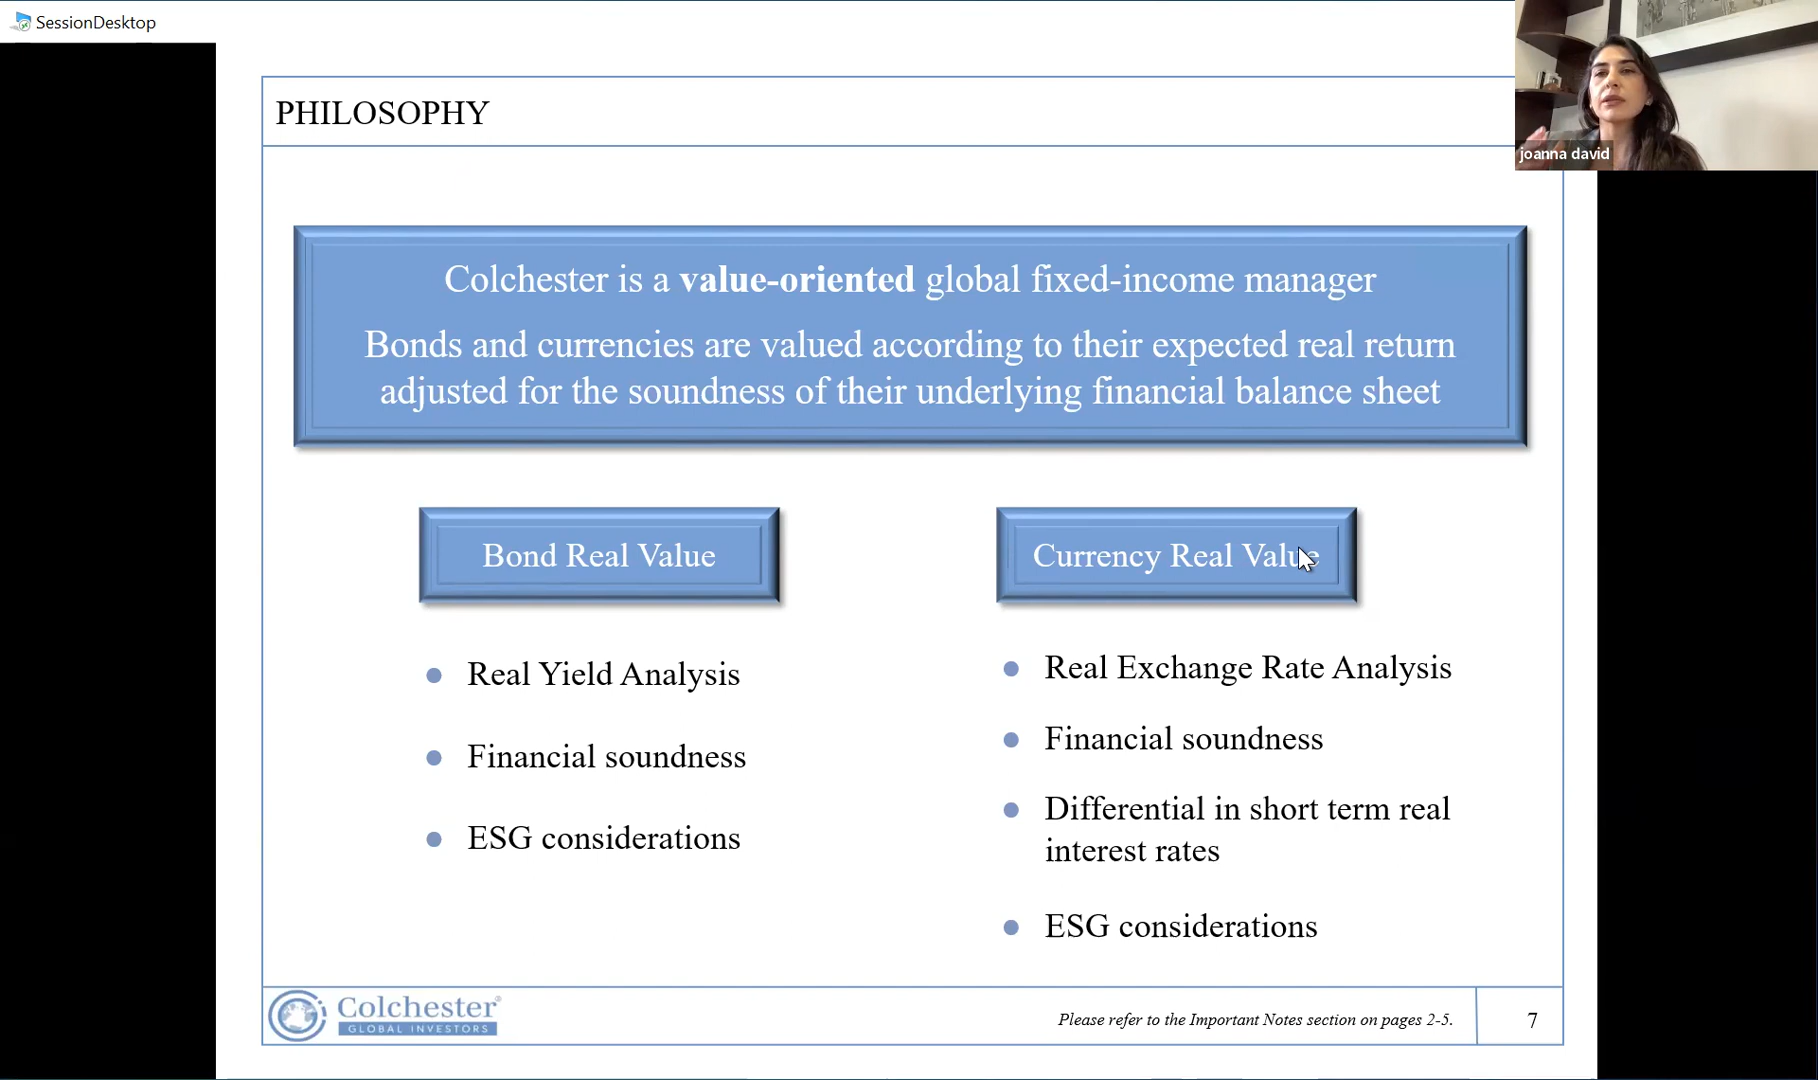 SessionDesktop
PHILOSOPHY
joanna david
Colchester is a value-oriented global fixed-income manager
Bonds and currencies are valued according to their expected real return
adjusted for the soundness of their underlying financial balance sheet
Bond Real Value
Real Yield Analysis
Financial soundness
ESG considerations
Currency Real Value
Real Exchange Rate Analysis
Financial soundness
Differential in short term real
interest rates
ESG considerations
Colchester®
GLOBAL INVESTORS
Please refer to the Important Notes section on pages 2-5.
7